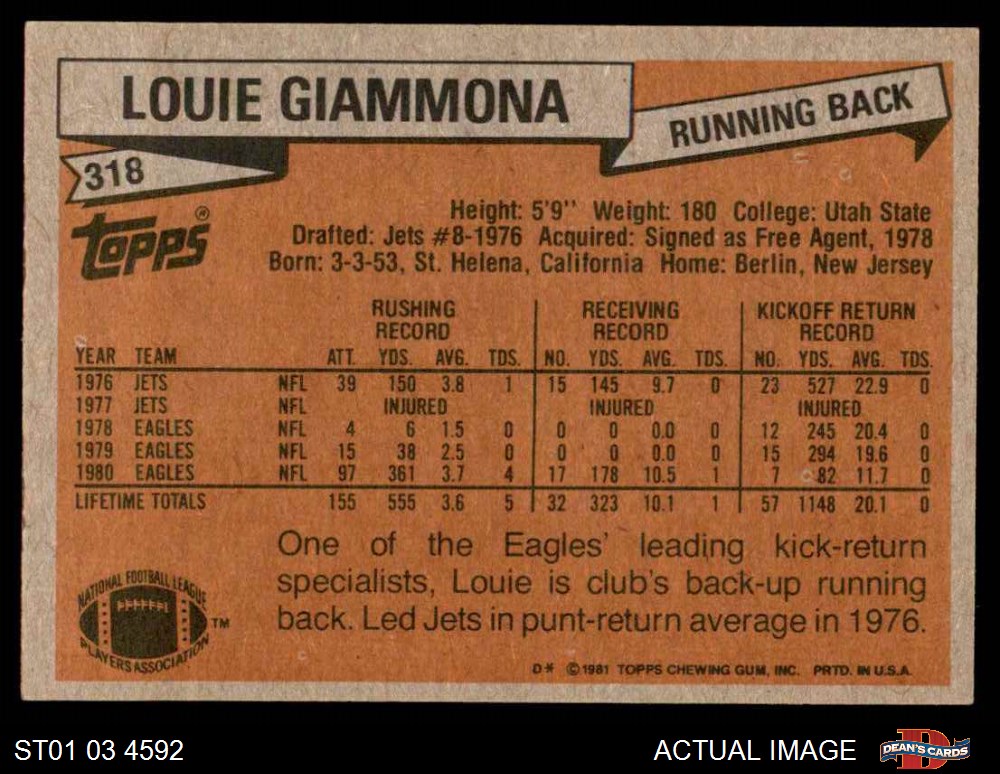 LOUIE GIAMMONA
RUNNING BACK
318
Topps®
Height: 5'9'' Weight: 180 College: Utah State
Drafted: Jets #8-1976 Acquired: Signed as Free Agent, 1978
Born: 3-3-53, St. Helena, California Home: Berlin, New Jersey
RUSHING RECORD RECEIVING RECORD KICKOFF RETURN RECORD
YEAR TEAM ATT. YDS. AVG. TDS. NO. YDS. AVG. TDS. NO. YDS. AVG. TDS.
1976 JETS NFL 39 150 3.8 1 15 145 9.7 0 23 527 22.9 0
1977 JETS NFL INJURED INJURED INJURED
1978 EAGLES NFL 4 6 1.5 0 0 0 0.0 0 12 245 20.4 0
1979 EAGLES NFL 15 38 2.5 0 0 0 0.0 0 15 294 19.6 0
1980 EAGLES NFL 97 361 3.7 4 17 178 10.5 1 7 82 11.7 0
LIFETIME TOTALS 155 555 3.6 5 32 323 10.1 1 57 1148 20.1 0
One of the Eagles' leading kick-return
specialists, Louie is club's back-up running
back. Led Jets in punt-return average in 1976.
NATIONAL FOOTBALL LEAGUE
PLAYERS ASSOCIATION
TM
D* ©1981 TOPPS CHEWING GUM, INC. PRTD. IN U.S.A.
ST01 03 4592
ACTUAL IMAGE
DEAN'S CARDS